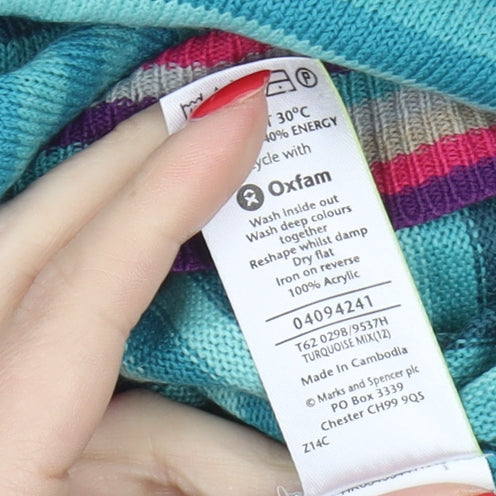 P
30°C
40% ENERGY
with
Oxfam
Wash inside out
Wash deep colours
together
Reshape whilst damp
Dry flat
Iron on reverse
100% Acrylic
04094241
T62 029B/9537H
TURQUOISE MIX(12)
Made in Cambodia
© Marks and Spencer plc
PO Box 3339
Chester CH99 9QS
Z14C